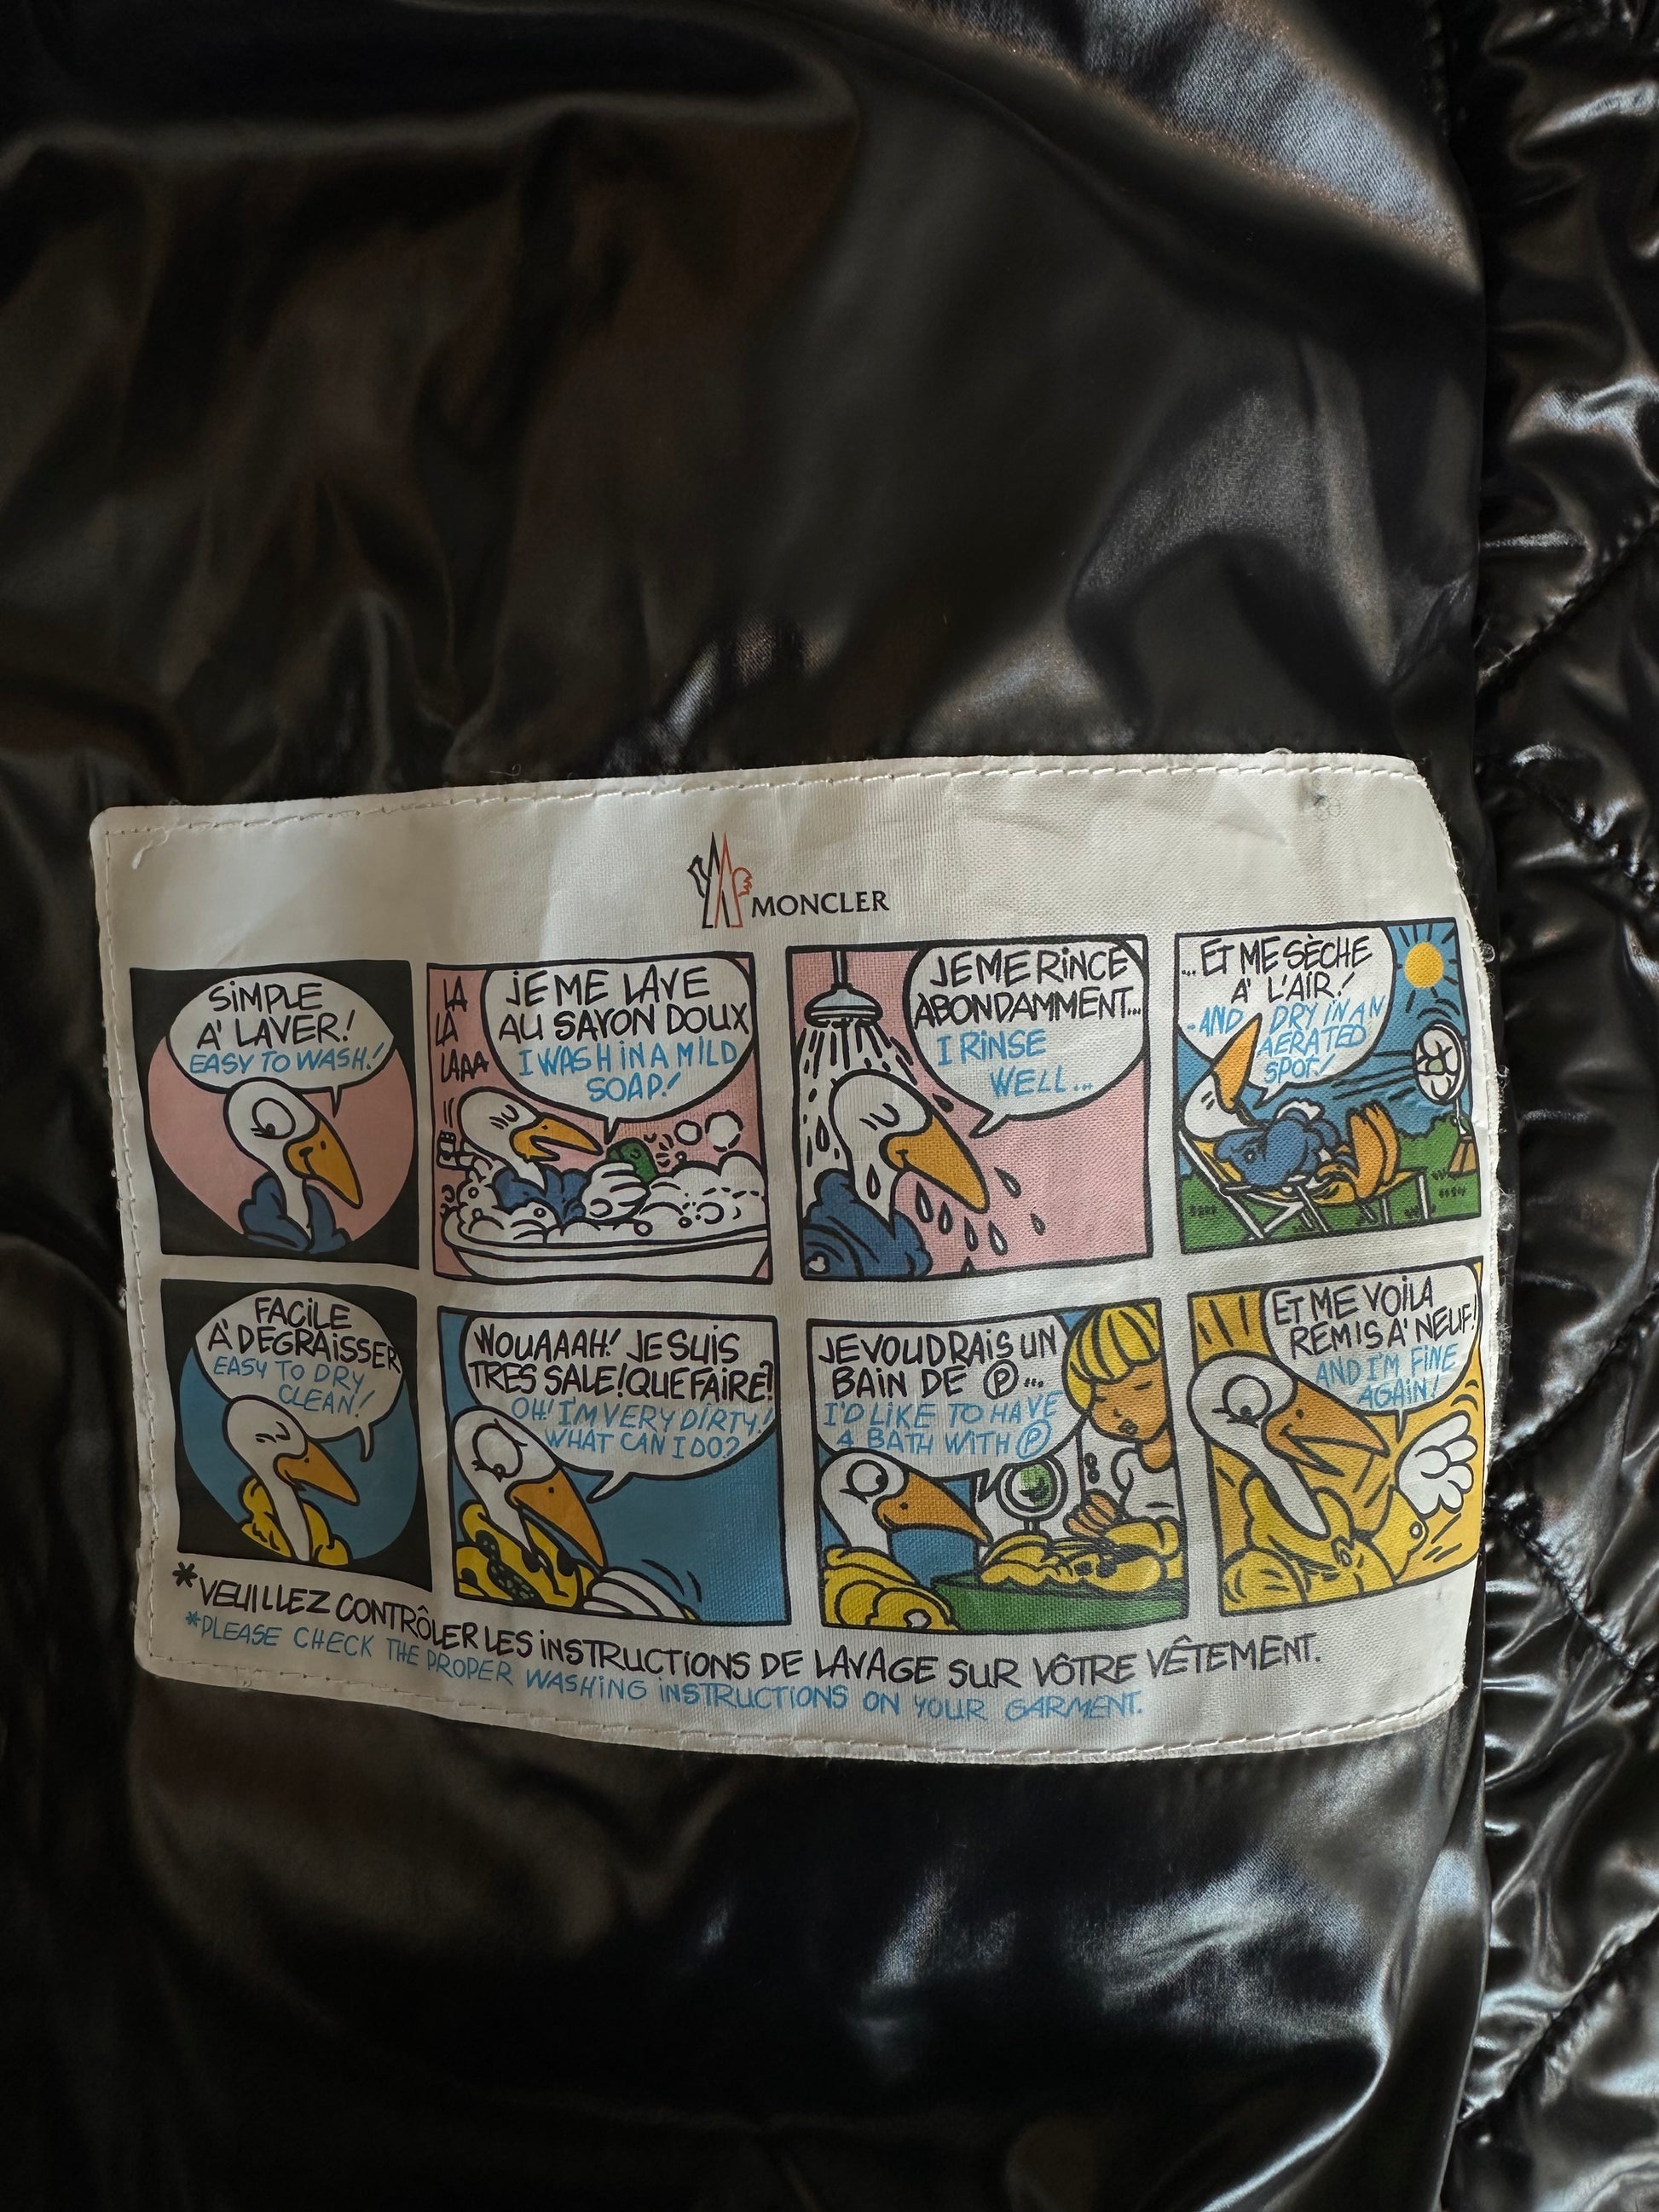 MONCLER
SIMPLE
A' LAVER!
EASY TO WASH!
LA
LA
LAAA
JE ME LAVE
AU SAVON DOUX
I WASH IN A MILD
SOAP!
JE ME RINCE
ABONDAMMENT...
I RINSE
WELL...
...ET ME SÈCHE
A' L'AIR!
..AND DRY IN AN
AERATED
SPOT!
FACILE
A' DEGRAISSER
EASY TO DRY
CLEAN!
WOUAAAH! JE SUIS
TRES SALE! QUE FAIRE?
OH! I'M VERY DIRTY!
WHAT CAN I DO?
JE VOUDRAIS UN
BAIN DE Ⓟ...
I'D LIKE TO HAVE
A BATH WITH Ⓟ
ET ME VOILA
REMIS A' NEUF!
AND I'M FINE
AGAIN!
*VEUILLEZ CONTRÔLER LES INSTRUCTIONS DE LAVAGE SUR VÔTRE VÊTEMENT.
*PLEASE CHECK THE PROPER WASHING INSTRUCTIONS ON YOUR GARMENT.